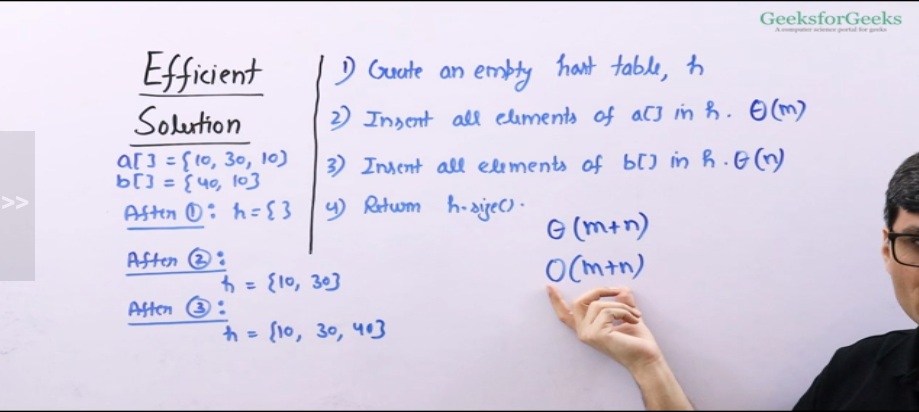 GeeksforGeeks
A computer science portal for geeks
Efficient
Solution
a[] = {10, 30, 10}
b[] = {40, 10}
After ①: h = { }
After ②:
h = {10, 30}
After ③:
h = {10, 30, 40}
1) Create an empty hash table, h
2) Insert all elements of a[] in h. Θ(m)
3) Insert all elements of b[] in h. Θ(n)
4) Return h.size().
Θ(m+n)
O(m+n)
>>